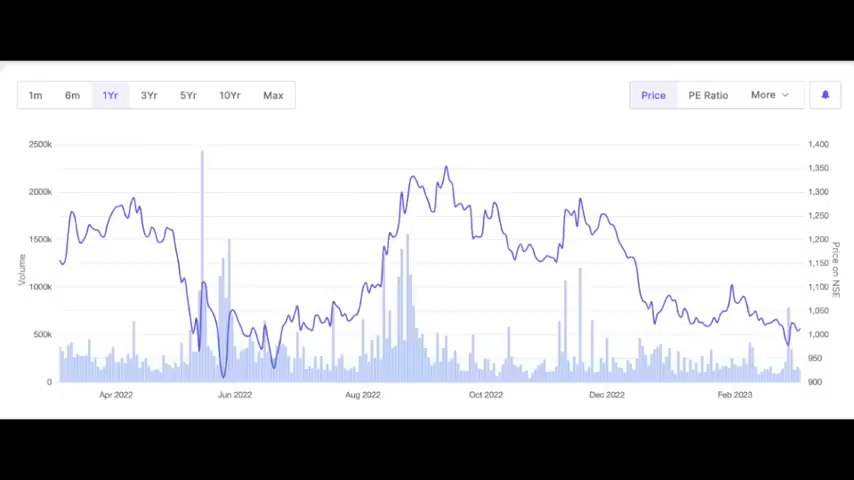 1m 6m 1Yr 3Yr 5Yr 10Yr Max
Price PE Ratio More
2500k
2000k
1500k
1000k
500k
0
Volume
1,400
1,350
1,300
1,250
1,200
1,150
1,100
1,050
1,000
950
900
Price on NSE
Apr 2022 Jun 2022 Aug 2022 Oct 2022 Dec 2022 Feb 2023